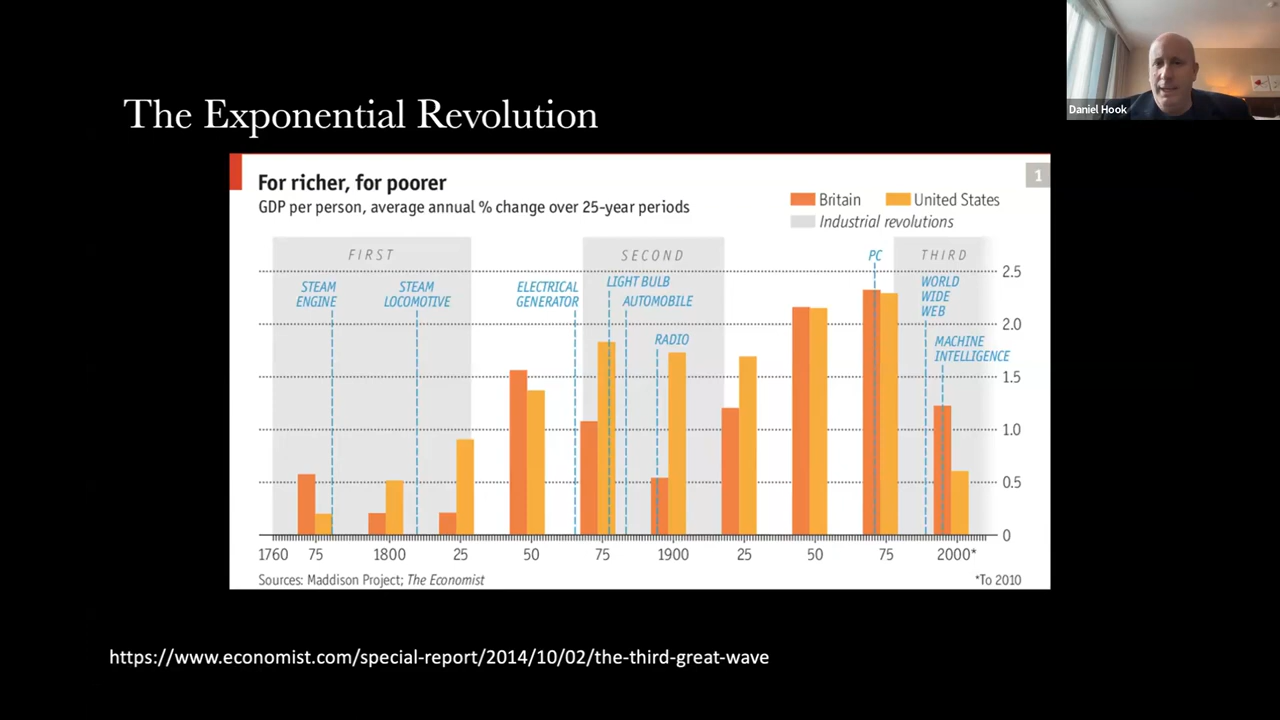 Daniel Hook
The Exponential Revolution
For richer, for poorer
1
GDP per person, average annual % change over 25-year periods
Britain
United States
Industrial revolutions
FIRST
SECOND
THIRD
STEAM
ENGINE
STEAM
LOCOMOTIVE
ELECTRICAL
GENERATOR
LIGHT BULB
AUTOMOBILE
RADIO
PC
WORLD
WIDE
WEB
MACHINE
INTELLIGENCE
2.5
2.0
1.5
1.0
0.5
0
1760 75 1800 25 50 75 1900 25 50 75 2000*
Sources: Maddison Project; The Economist
*To 2010
https://www.economist.com/special-report/2014/10/02/the-third-great-wave